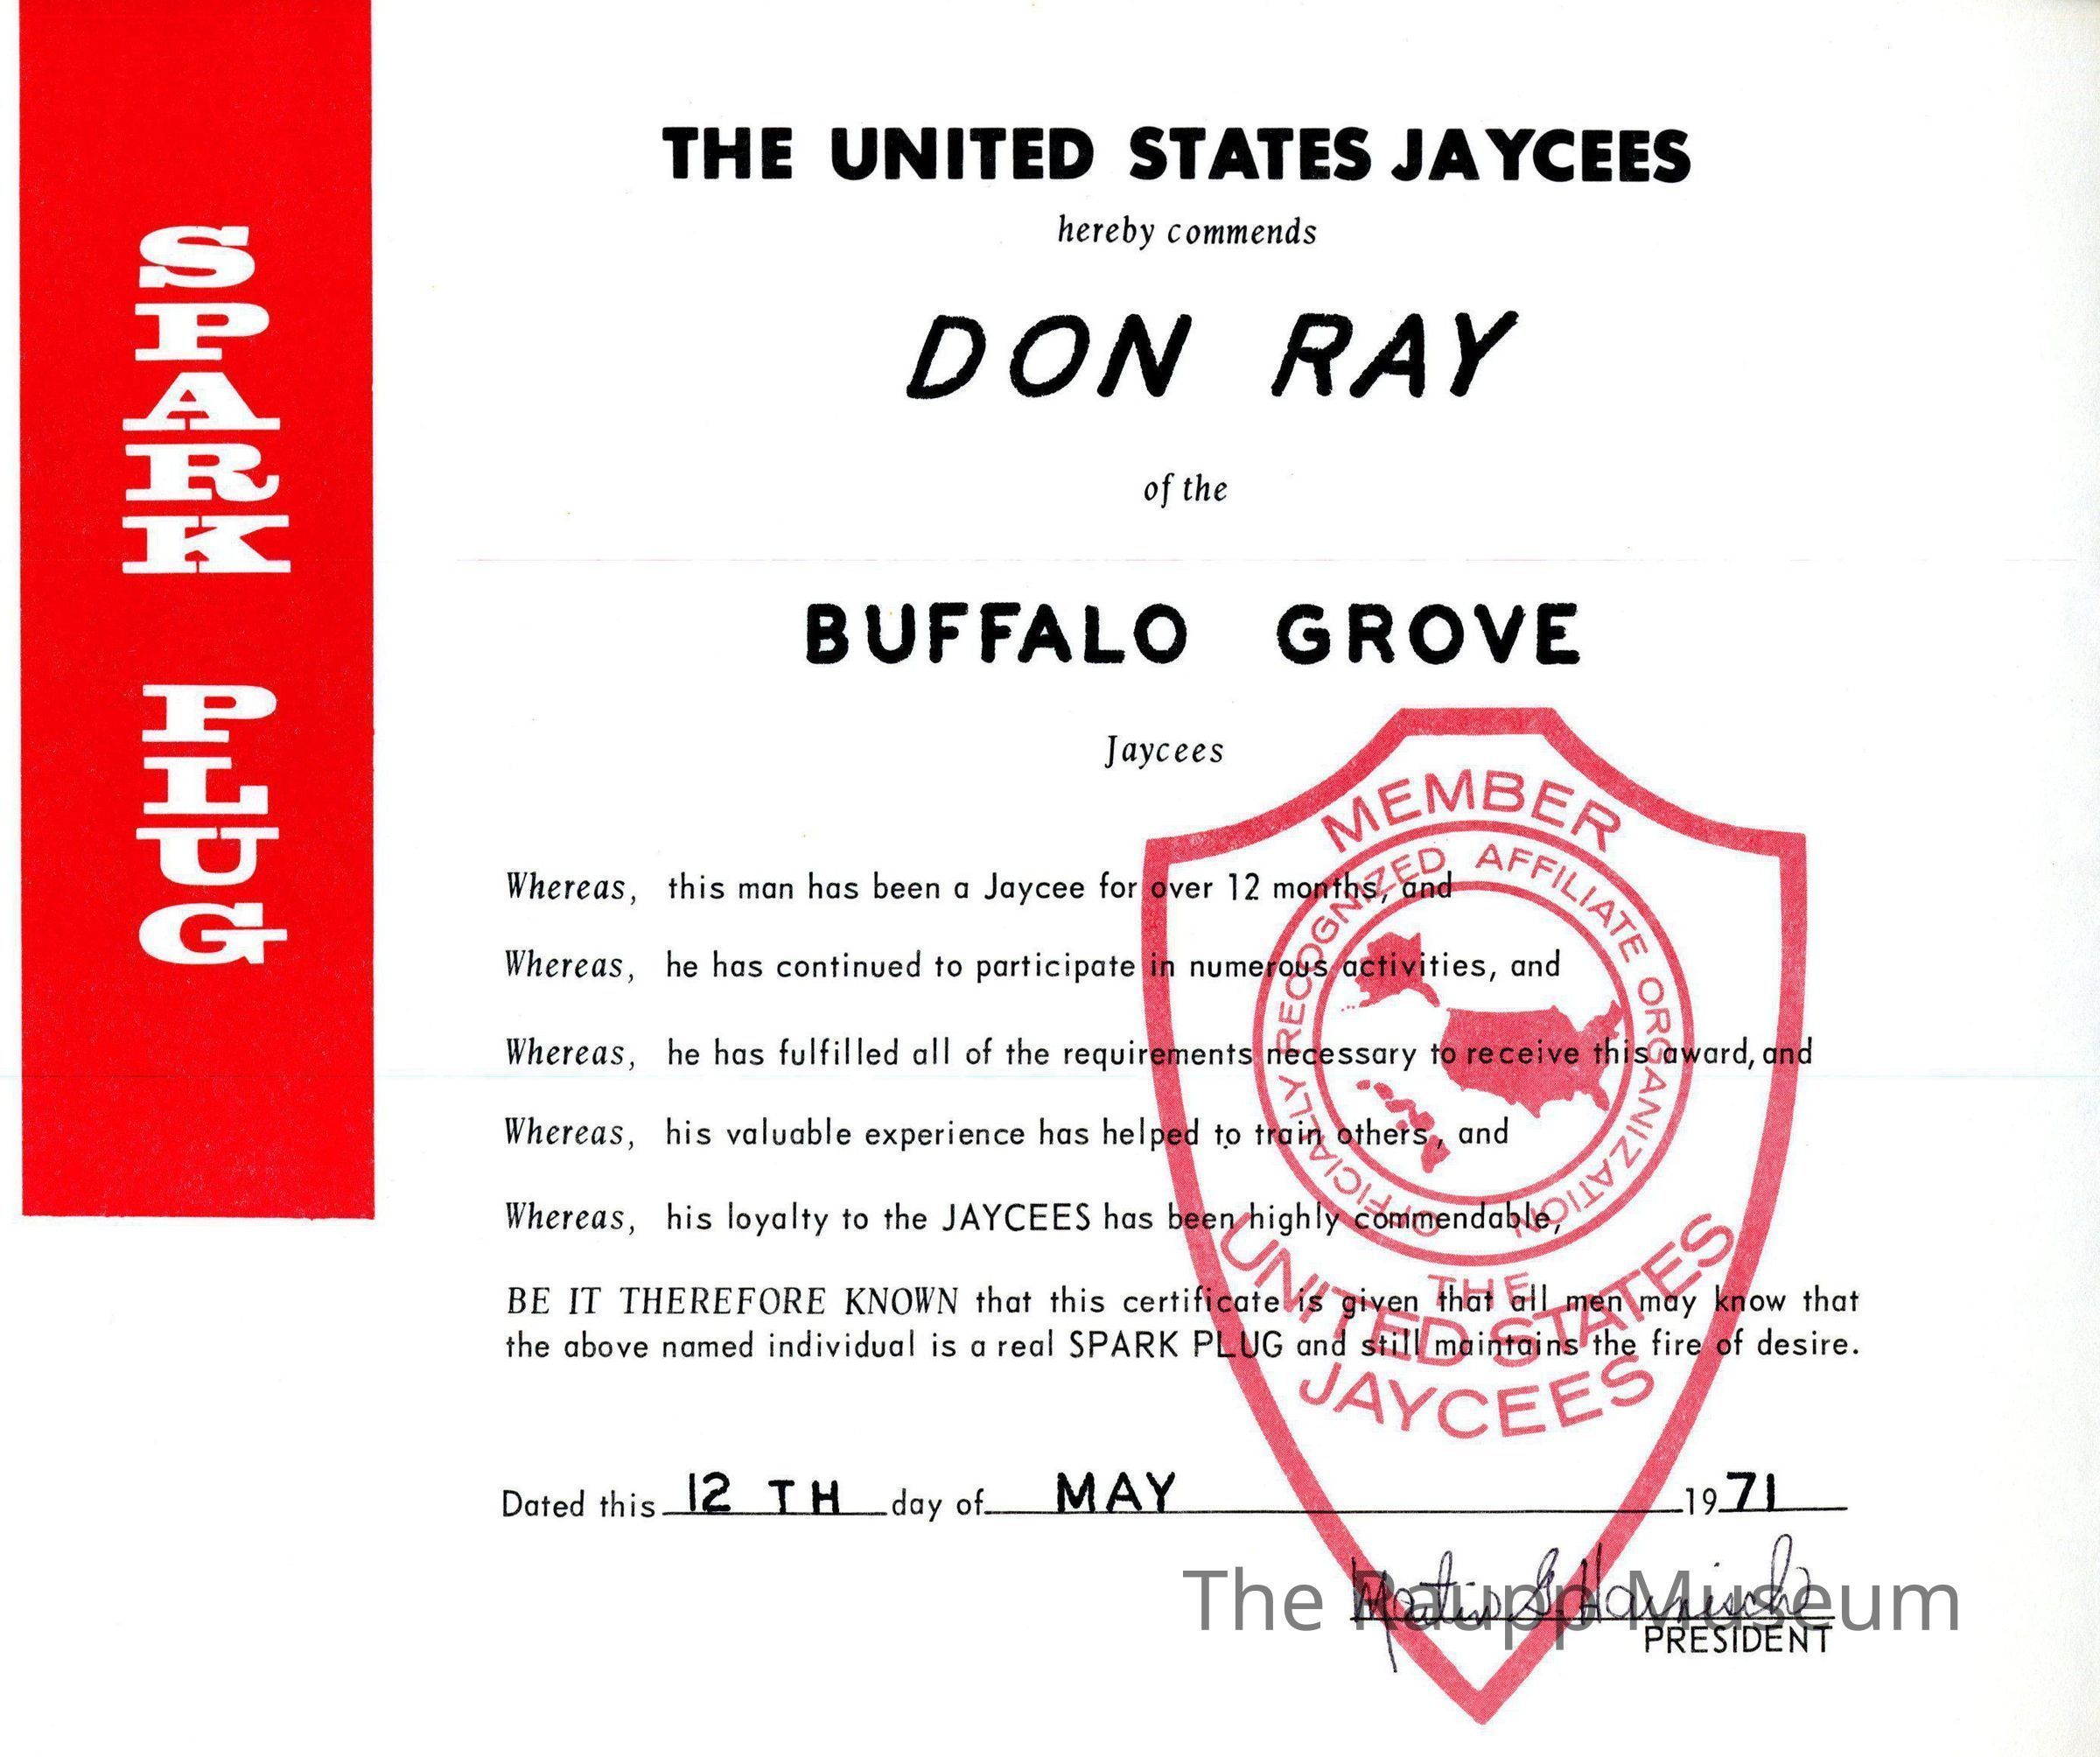 SPARK PLUG
THE UNITED STATES JAYCEES
hereby commends
DON RAY
of the
BUFFALO GROVE
Jaycees
Whereas, this man has been a Jaycee for over 12 months, and
Whereas, he has continued to participate in numerous activities, and
Whereas, he has fulfilled all of the requirements necessary to receive this award, and
Whereas, his valuable experience has helped to train others, and
Whereas, his loyalty to the JAYCEES has been highly commendable,
BE IT THEREFORE KNOWN that this certificate is given that all men may know that
the above named individual is a real SPARK PLUG and still maintains the fire of desire.
MEMBER
OFFICIALLY RECOGNIZED AFFILIATE ORGANIZATION
THE
UNITED STATES
JAYCEES
Dated this 12 TH day of MAY 1971
Martin G.
PRESIDENT
The Raupp Museum